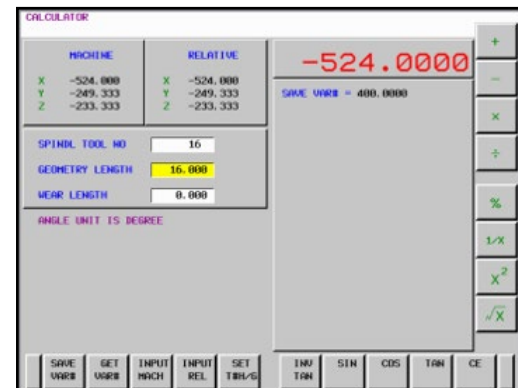 CALCULATOR
MACHINE
X -524.000
Y -249.333
Z -233.333
RELATIVE
X -524.000
Y -249.333
Z -233.333
SPINDL TOOL NO 16
GEOMETRY LENGTH 16.000
WEAR LENGTH 0.000
ANGLE UNIT IS DEGREE
-524.0000
SAVE VAR# = 400.0000
+
-
×
÷
%
1/X
X²
√X
SAVE VAR#
GET VAR#
INPUT MACH
INPUT REL
SET T#H/G
INV TAN
SIN
COS
TAN
CE